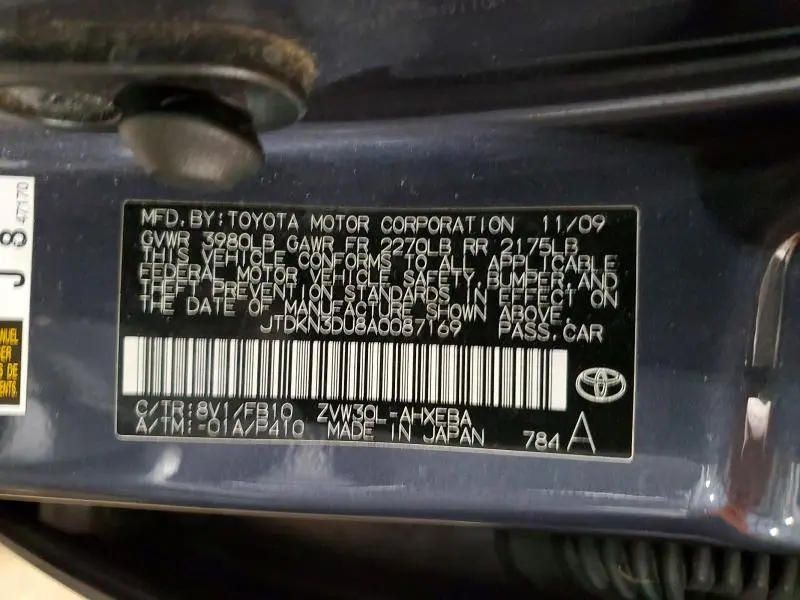 MFD. BY: TOYOTA MOTOR CORPORATION 11/09
GVWR 3980LB GAWR FR 2270LB RR 2175LB
THIS VEHICLE CONFORMS TO ALL APPLICABLE
FEDERAL MOTOR VEHICLE SAFETY, BUMPER, AND
THEFT PREVENTION STANDARDS IN EFFECT ON
THE DATE OF MANUFACTURE SHOWN ABOVE.
JTDKN3DU8A0087169 PASS.CAR
C/TR: 8V1/FB10 ZVW30L-AHXEBA
A/TM: -01A/P410 MADE IN JAPAN 784 A
J 8
47170